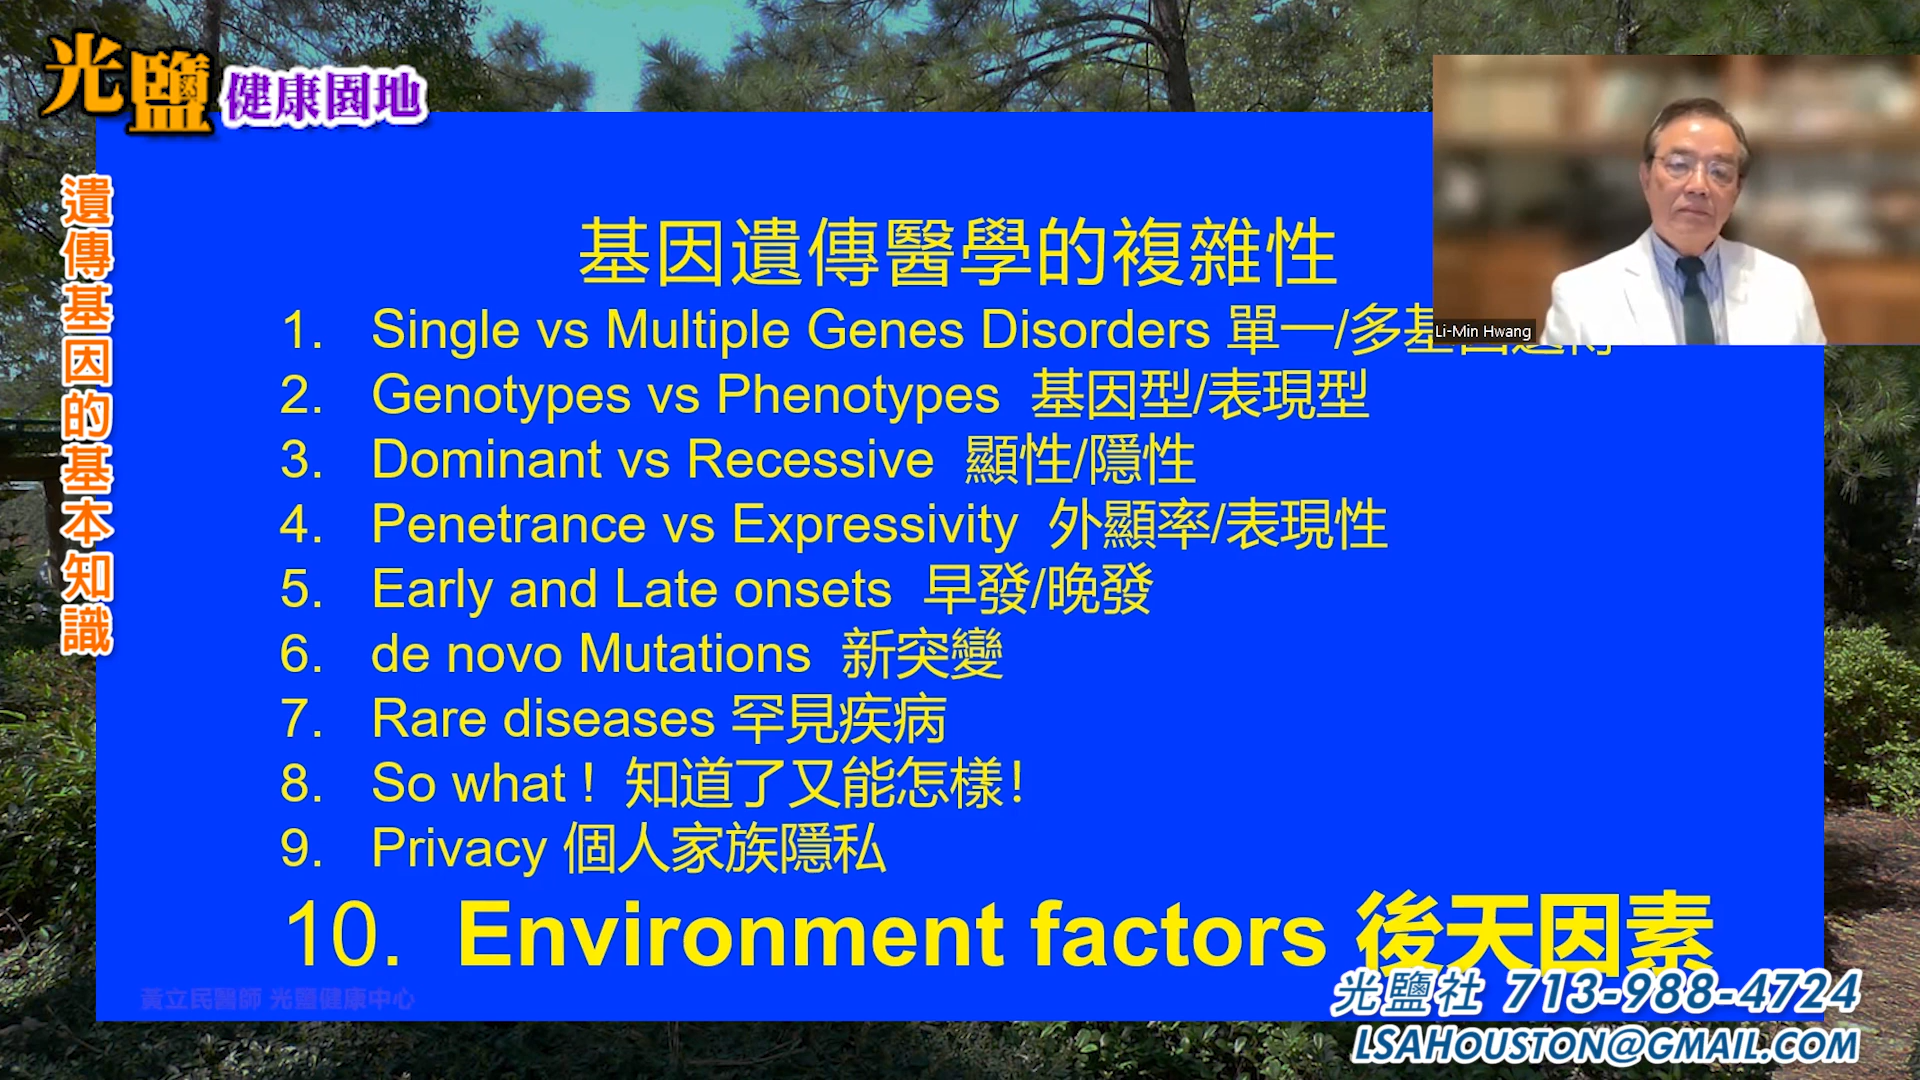 光鹽健康園地
遺傳基因的基本知識
基因遺傳醫學的複雜性
1. Single vs Multiple Genes Disorders 單一/多基
2. Genotypes vs Phenotypes 基因型/表現型
3. Dominant vs Recessive 顯性/隱性
4. Penetrance vs Expressivity 外顯率/表現性
5. Early and Late onsets 早發/晚發
6. de novo Mutations 新突變
7. Rare diseases 罕見疾病
8. So what！知道了又能怎樣！
9. Privacy 個人家族隱私
10. Environment factors 後天因素
Li-Min Hwang
黃立民醫師 光鹽健康中心
光鹽社 713-988-4724
LSAHOUSTON@GMAIL.COM